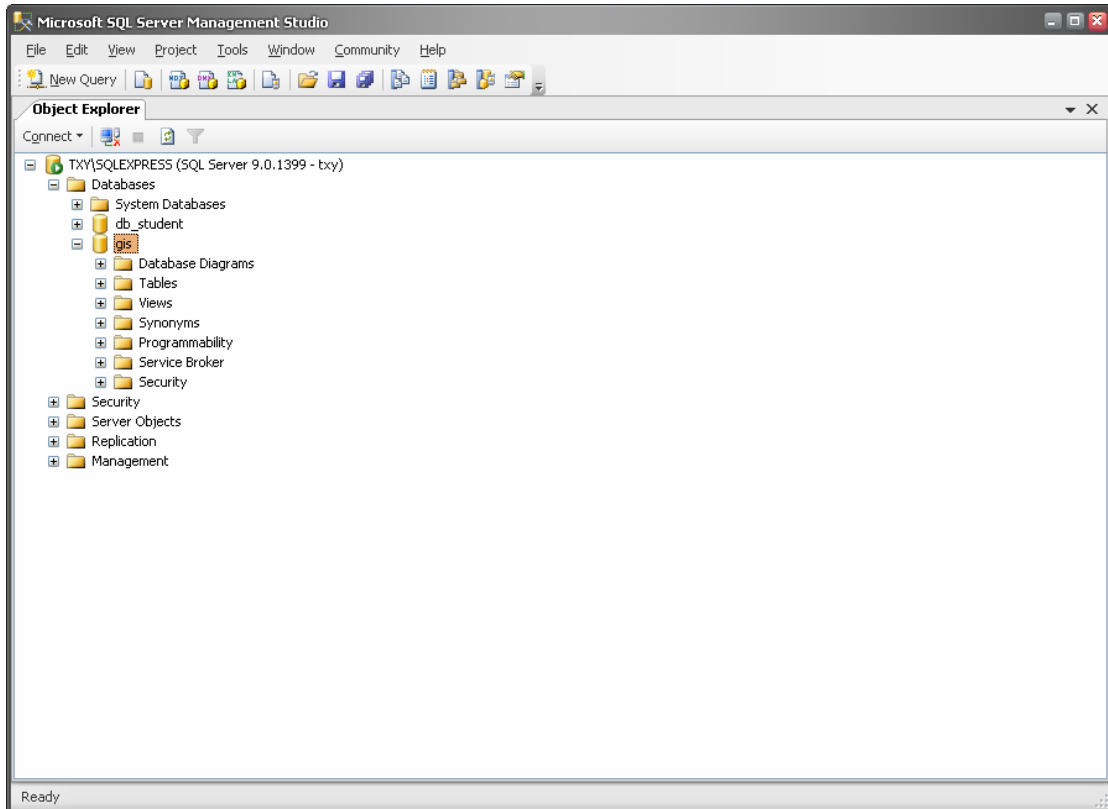 Microsoft SQL Server Management Studio
File Edit View Project Tools Window Community Help
New Query
Object Explorer
Connect
TXY\SQLEXPRESS (SQL Server 9.0.1399 - txy)
Databases
System Databases
db_student
gis
Database Diagrams
Tables
Views
Synonyms
Programmability
Service Broker
Security
Security
Server Objects
Replication
Management
Ready